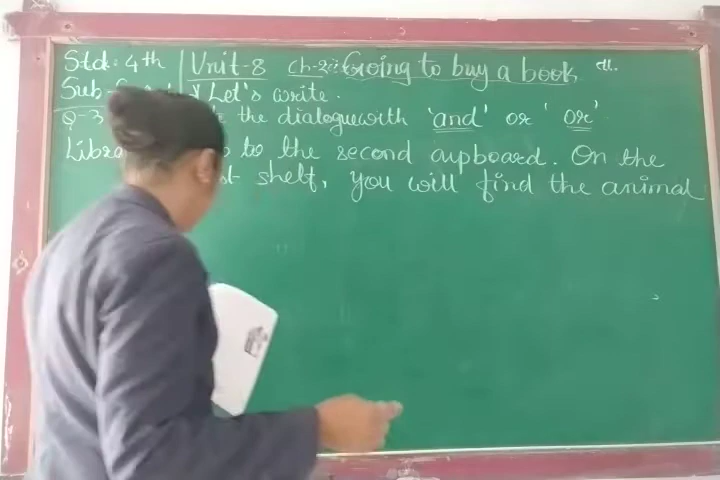 Std: 4th | Unit-8 ch-2: Going to buy a book
Sub- * Let's write.
Q-3 the dialogue with 'and' or 'or'
to the second cupboard. On the
shelf, you will find the animal